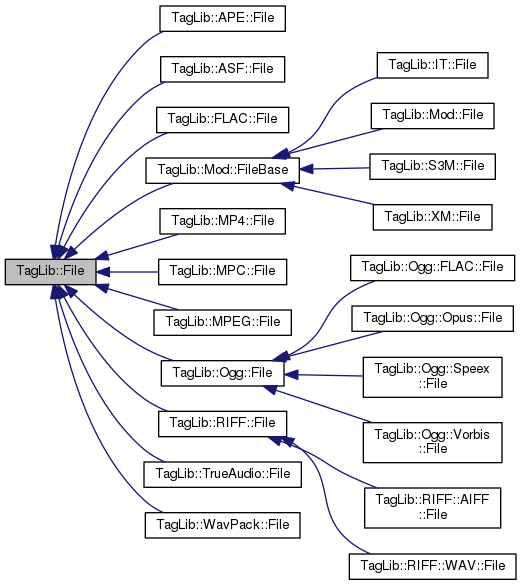 TagLib::File
TagLib::APE::File
TagLib::ASF::File
TagLib::FLAC::File
TagLib::Mod::FileBase
TagLib::IT::File
TagLib::Mod::File
TagLib::S3M::File
TagLib::XM::File
TagLib::MP4::File
TagLib::MPC::File
TagLib::MPEG::File
TagLib::Ogg::File
TagLib::Ogg::FLAC::File
TagLib::Ogg::Opus::File
TagLib::Ogg::Speex
::File
TagLib::Ogg::Vorbis
::File
TagLib::RIFF::File
TagLib::RIFF::AIFF
::File
TagLib::RIFF::WAV::File
TagLib::TrueAudio::File
TagLib::WavPack::File